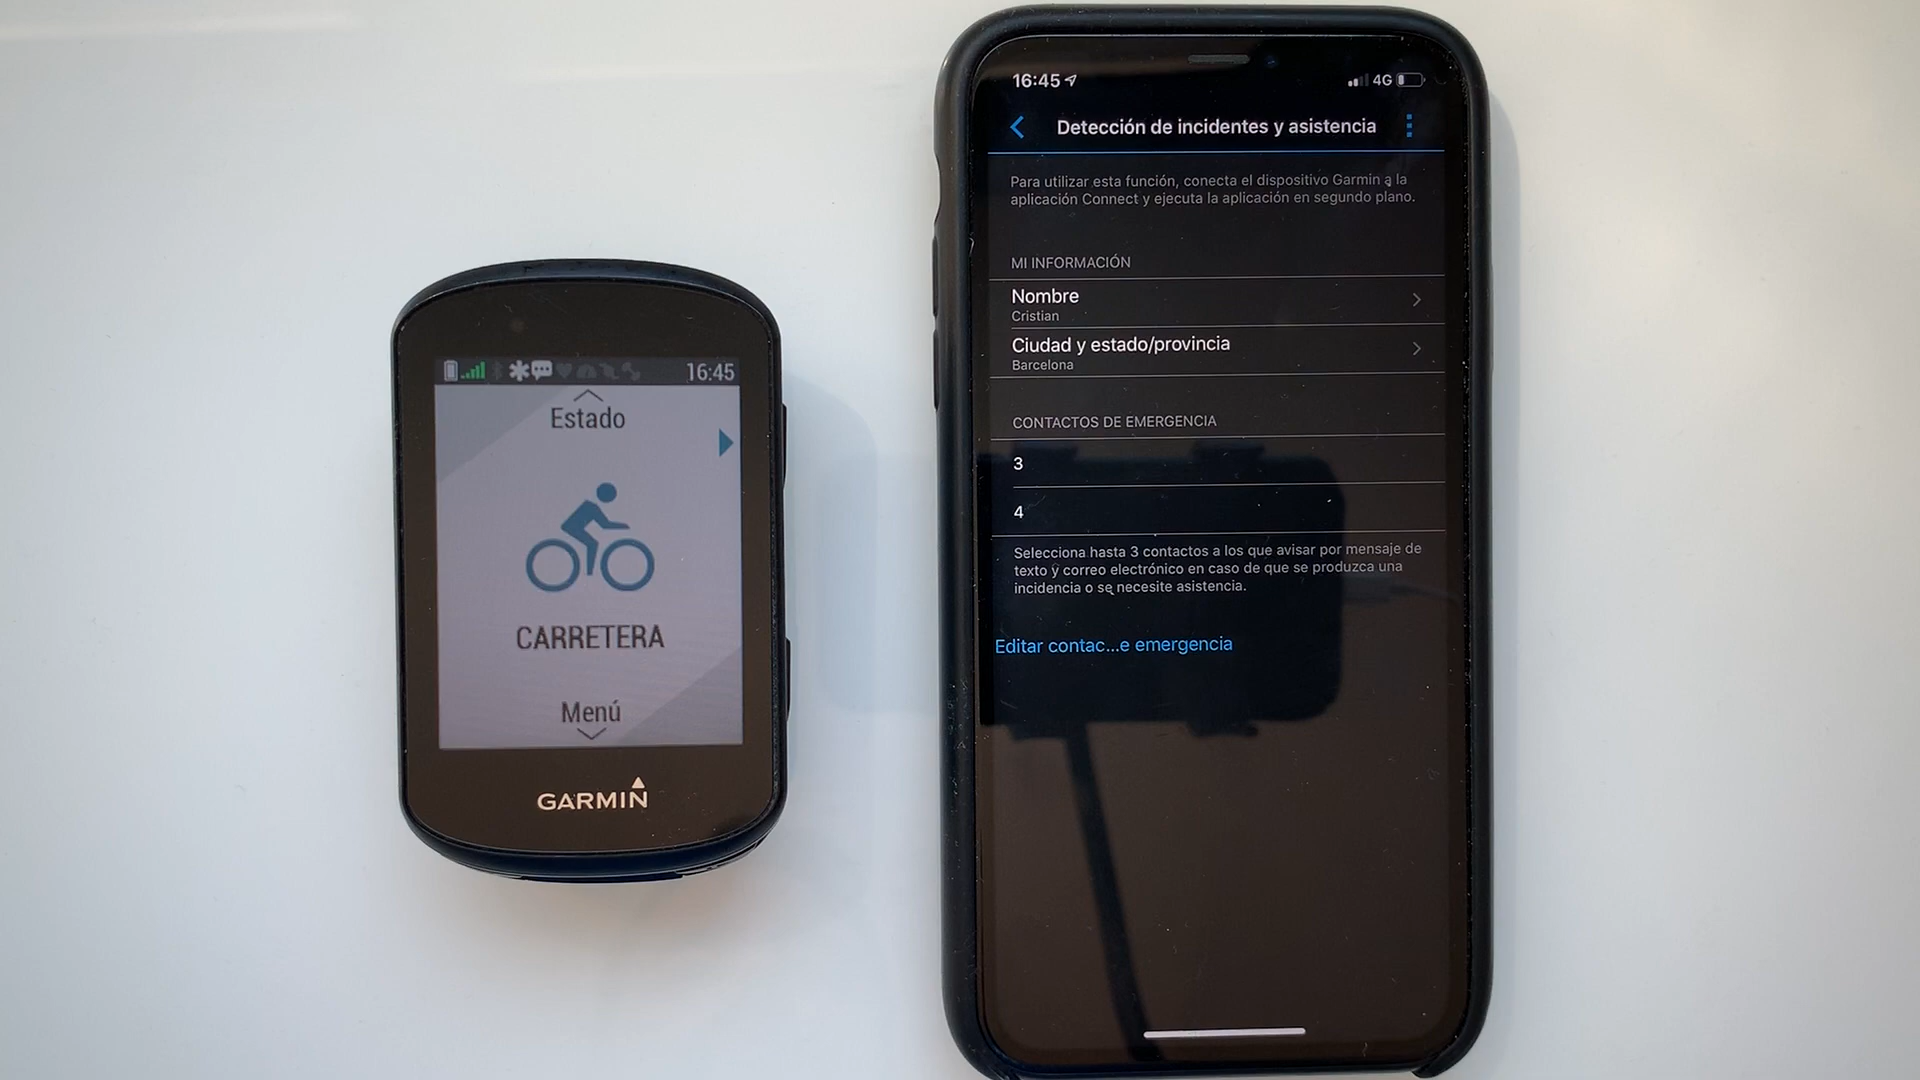 16:45
Estado
CARRETERA
Menú
GARMIN
16:45
4G
Detección de incidentes y asistencia
Para utilizar esta función, conecta el dispositivo Garmin a la
aplicación Connect y ejecuta la aplicación en segundo plano.
MI INFORMACIÓN
Nombre
Cristian
Ciudad y estado/provincia
Barcelona
CONTACTOS DE EMERGENCIA
3
4
Selecciona hasta 3 contactos a los que avisar por mensaje de
texto y correo electrónico en caso de que se produzca una
incidencia o se necesite asistencia.
Editar contac...e emergencia